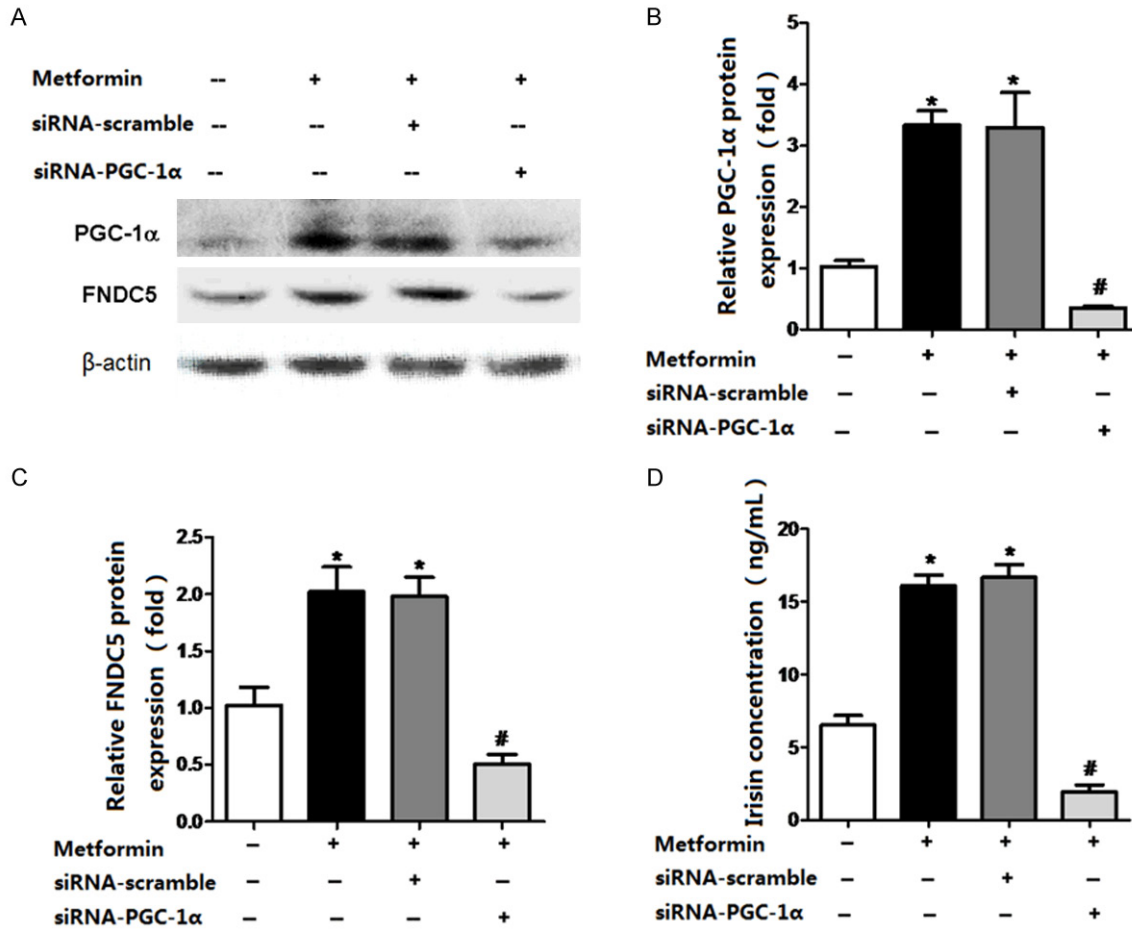 A
Metformin -- + + +
siRNA-scramble -- -- + --
siRNA-PGC-1α -- -- -- +
PGC-1α
FNDC5
β-actin
B
Relative PGC-1α protein
expression ( fold )
5
4
3
2
1
0
* * #
Metformin – + + +
siRNA-scramble – – + –
siRNA-PGC-1α – – – +
C
Relative FNDC5 protein
expression ( fold )
2.5
2.0
1.5
1.0
0.5
0.0
* * #
Metformin – + + +
siRNA-scramble – – + –
siRNA-PGC-1α – – – +
D
Irisin concentration ( ng/mL )
20
15
10
5
0
* * #
Metformin – + + +
siRNA-scramble – – + –
siRNA-PGC-1α – – – +